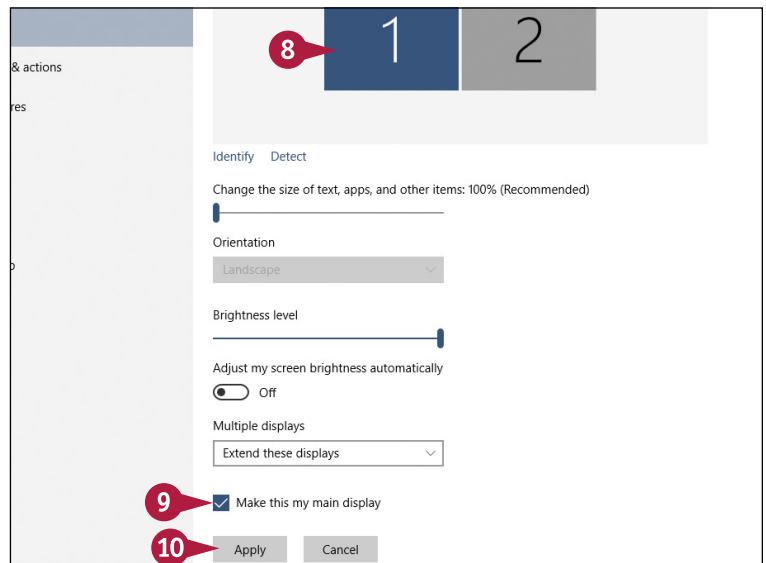 8
1
2
& actions
res
Identify Detect
Change the size of text, apps, and other items: 100% (Recommended)
Orientation
Landscape
Brightness level
Adjust my screen brightness automatically
Off
Multiple displays
Extend these displays
9
Make this my main display
10
Apply Cancel